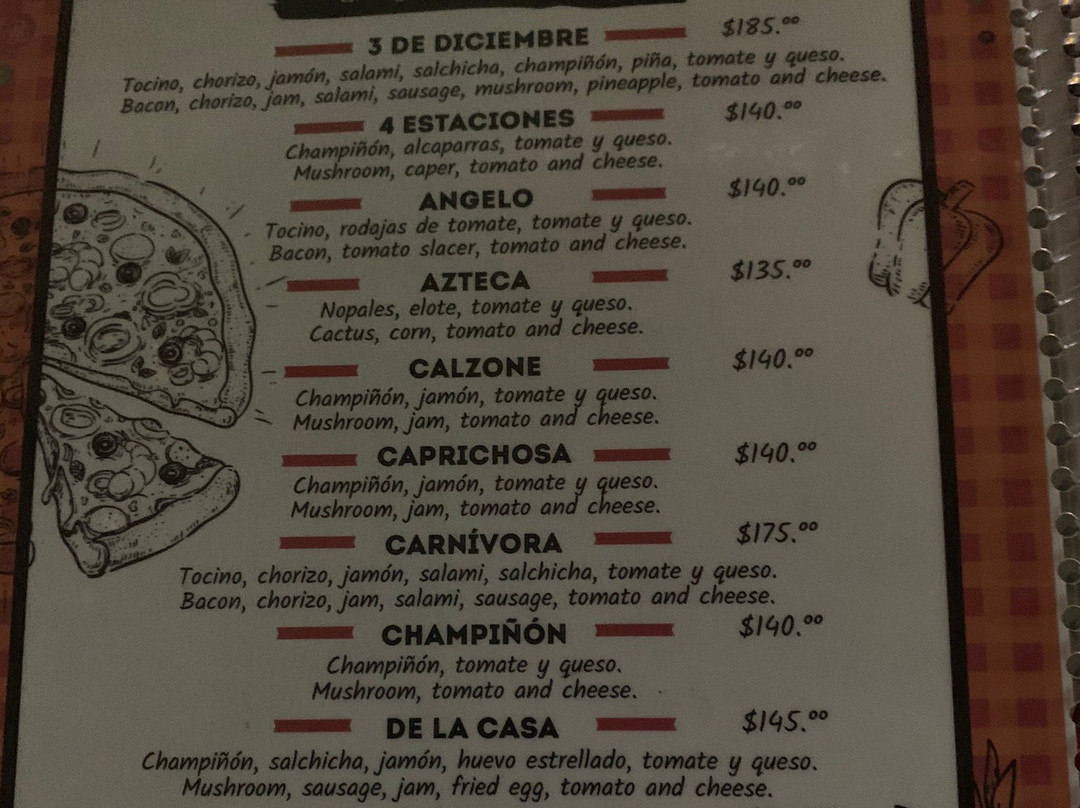 3 DE DICIEMBRE $185.⁰⁰
Tocino, chorizo, jamón, salami, salchicha, champiñón, piña, tomate y queso.
Bacon, chorizo, jam, salami, sausage, mushroom, pineapple, tomato and cheese.
4 ESTACIONES $140.⁰⁰
Champiñón, alcaparras, tomate y queso.
Mushroom, caper, tomato and cheese.
ANGELO $140.⁰⁰
Tocino, rodajas de tomate, tomate y queso.
Bacon, tomato slacer, tomato and cheese.
AZTECA $135.⁰⁰
Nopales, elote, tomate y queso.
Cactus, corn, tomato and cheese.
CALZONE $140.⁰⁰
Champiñón, jamón, tomate y queso.
Mushroom, jam, tomato and cheese.
CAPRICHOSA $140.⁰⁰
Champiñón, jamón, tomate y queso.
Mushroom, jam, tomato and cheese.
CARNÍVORA $175.⁰⁰
Tocino, chorizo, jamón, salami, salchicha, tomate y queso.
Bacon, chorizo, jam, salami, sausage, tomato and cheese.
CHAMPIÑÓN $140.⁰⁰
Champiñón, tomate y queso.
Mushroom, tomato and cheese.
DE LA CASA $145.⁰⁰
Champiñón, salchicha, jamón, huevo estrellado, tomate y queso.
Mushroom, sausage, jam, fried egg, tomato and cheese.